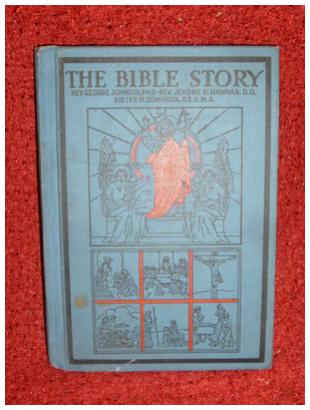 THE BIBLE STORY
REV. GEORGE JOHNSON, PH.D.-REV. JEROME D. HANNAN, D.D.
SISTER M. DOMINICA, O.S.U. M.A.